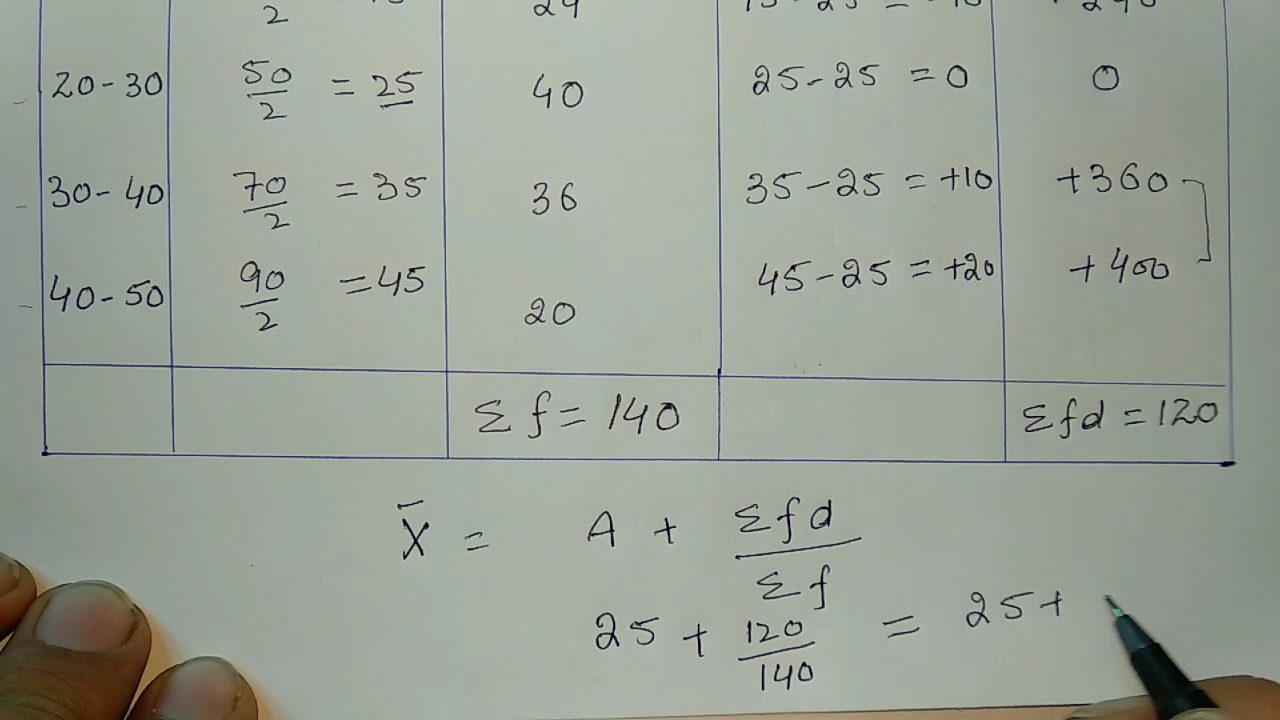 2 24
20-30 50/2 = 25 40 25-25 = 0 0
30-40 70/2 = 35 36 35-25 = +10 +360
40-50 90/2 = 45 20 45-25 = +20 +400
Σf = 140 Σfd = 120
X̄ = A + Σfd/Σf
25 + 120/140 = 25+